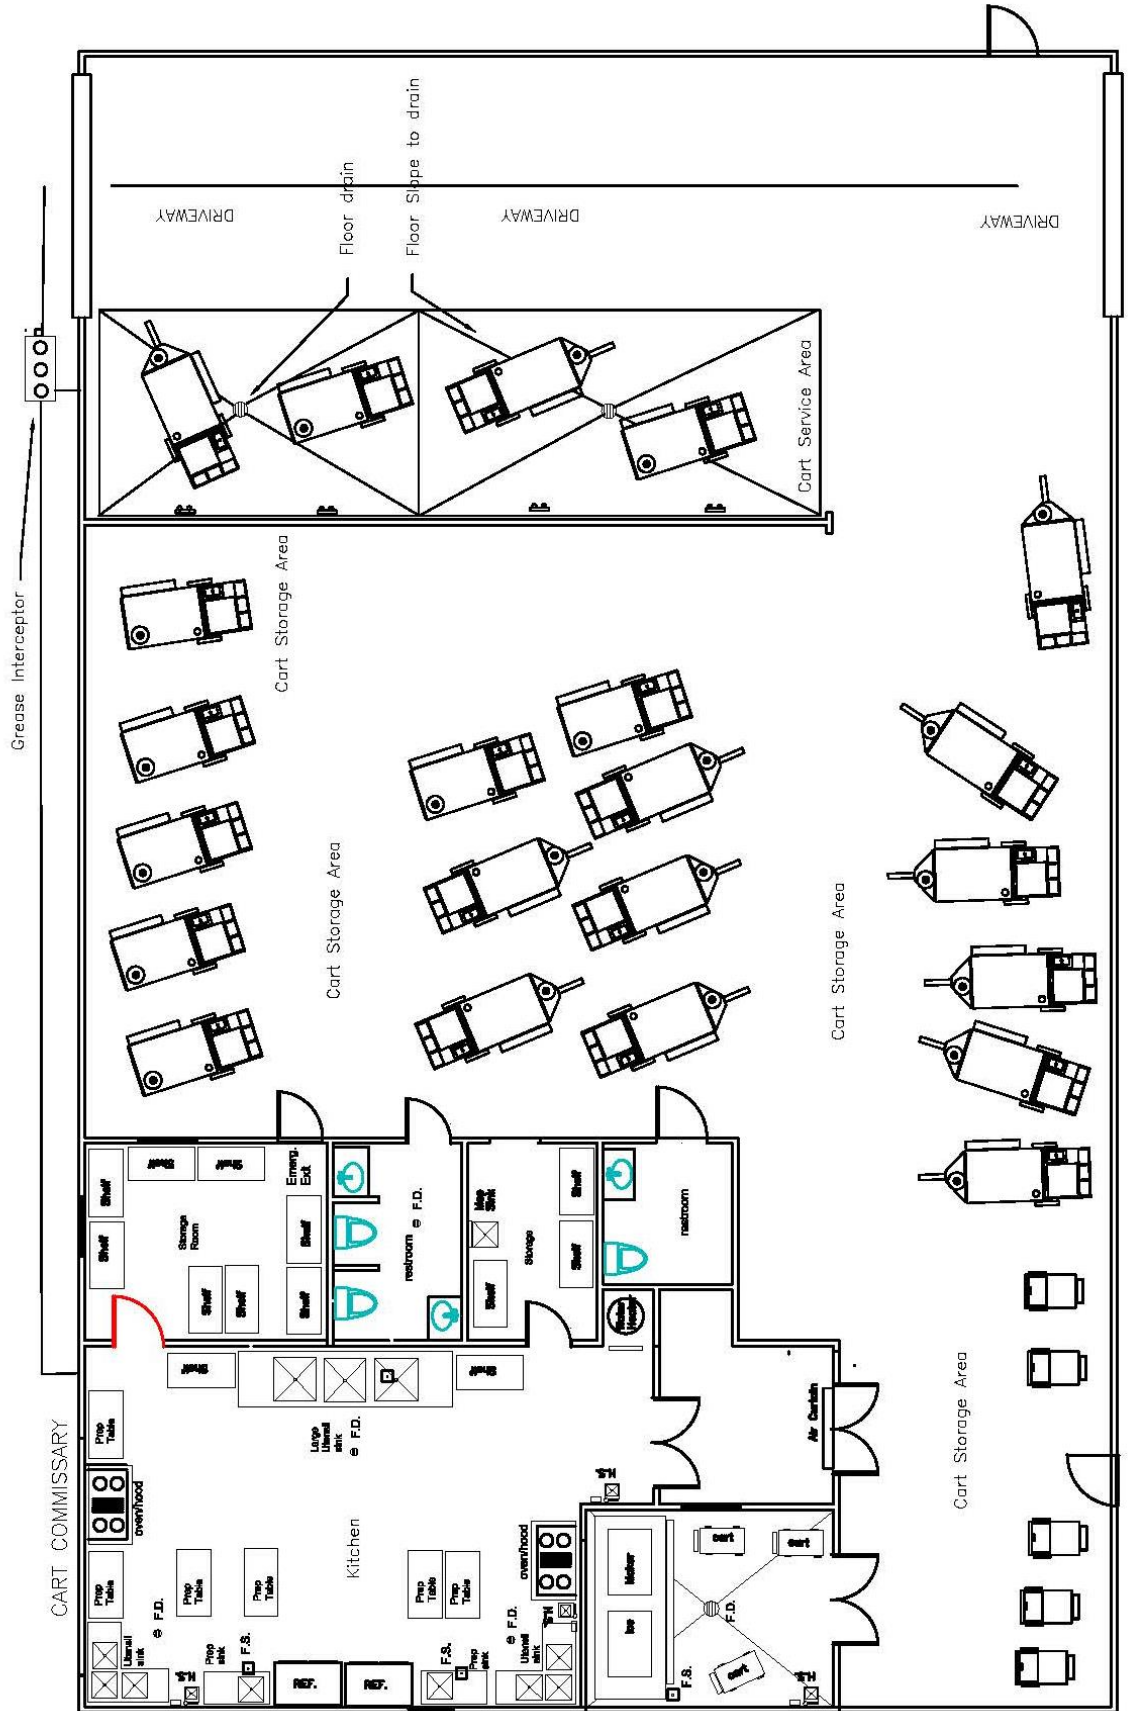 DRIVEWAY
DRIVEWAY
DRIVEWAY
Floor drain
Floor Slope to drain
Grease Interceptor
Cart Service Area
Cart Storage Area
Cart Storage Area
Cart Storage Area
Cart Storage Area
CART COMMISSARY
Shelf
Shelf
Shelf
Shelf
Storage
Room
Emerg.
Exit
Shelf
Shelf
Shelf
Shelf
restroom
F.D.
Mop
Sink
Storage
Shelf
Shelf
Shelf
restroom
Water
Heater
Shelf
Large
Utensil
sink
F.D.
Shelf
Air Curtain
Prep
Table
oven/hood
Kitchen
H.S.
Prep
Table
Prep
Table
Prep
Table
Prep
Table
Prep
Table
oven/hood
Maker
Ice
cart
cart
cart
F.D.
F.S.
H.S.
F.D.
Utensil
sink
H.S.
Prep
sink
F.S.
REF.
REF.
F.S.
Prep
sink
F.D.
Utensil
sink
H.S.